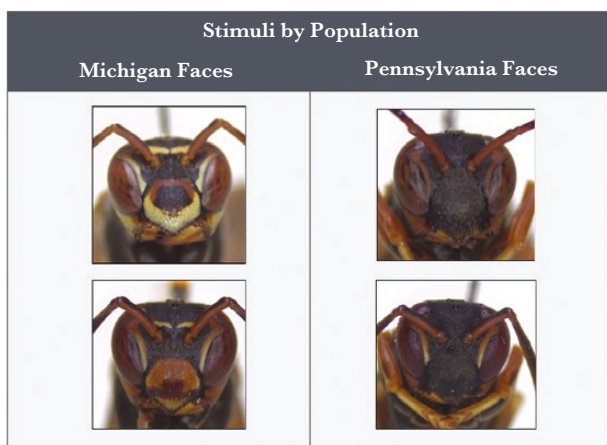 Stimuli by Population
Michigan Faces
Pennsylvania Faces